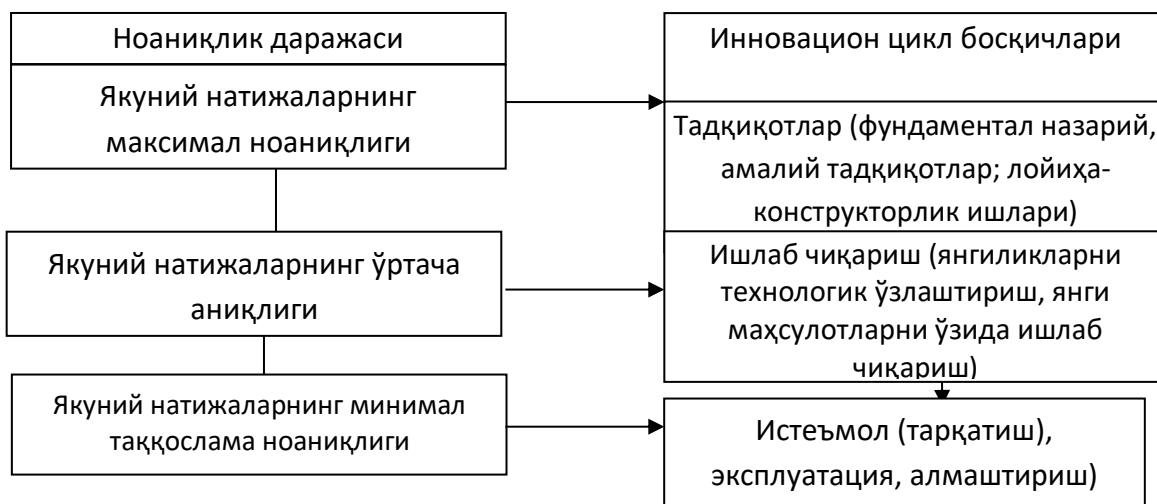 Ноаниқлик даражаси
Якуний натижаларнинг
максимал ноаниқлиги
Инновацион цикл босқичлари
Тадқиқотлар (фундаментал назарий,
амалий тадқиқотлар; лойиҳа-
конструкторлик ишлари)
Якуний натижаларнинг ўртача
аниқлиги
Ишлаб чиқариш (янгиликларни
технологик ўзлаштириш, янги
маҳсулотларни ўзида ишлаб
чиқариш)
Якуний натижаларнинг минимал
таққослама ноаниқлиги
Истеъмол (тарқатиш),
эксплуатация, алмаштириш)